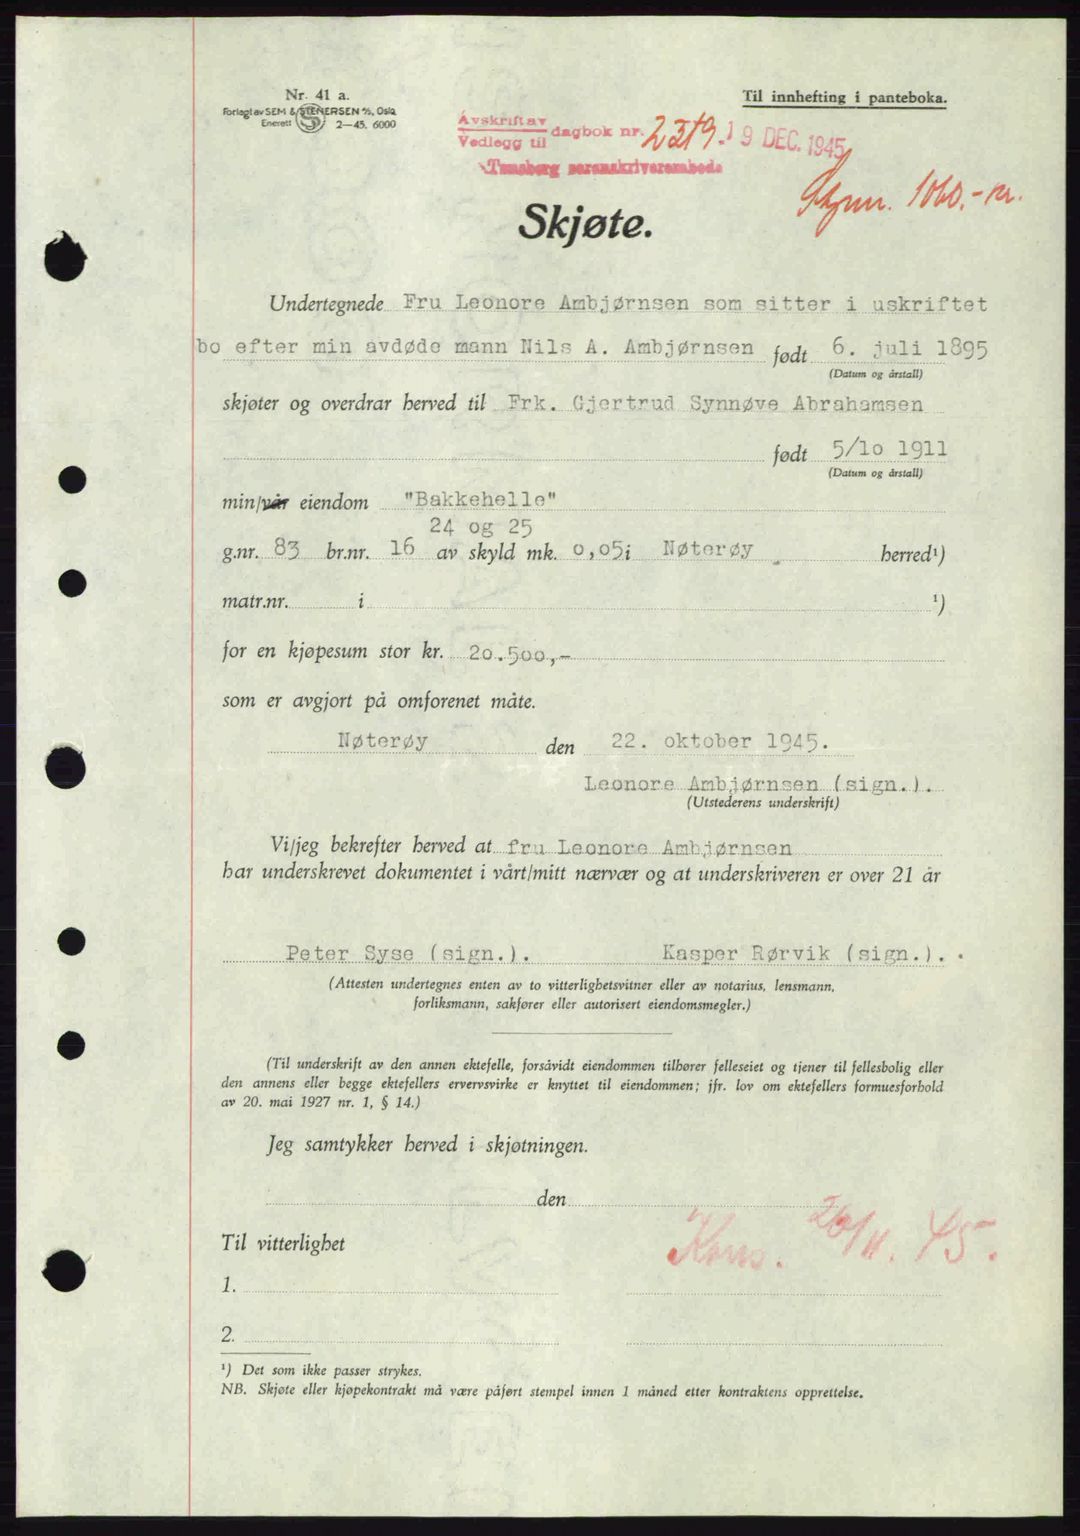 Nr. 41 a.
Forlagt av SEM & STENERSEN A/S, Oslo
Enerett 2—45. 6000
Til innhefting i panteboka.
Avskrift av
Vedlegg til dagbok nr. 2379. 19 DEC. 1945
Tønsberg sorenskriverembede
1060.- kr.
Skjøte.
Undertegnede Fru Leonore Ambjørnsen som sitter i uskriftet
bo efter min avdøde mann Nils A. Ambjørnsen født 6. juli 1895
(Datum og årstall)
skjøter og overdrar herved til Frk. Gjertrud Synnøve Abrahamsen
født 5/10 1911
(Datum og årstall)
min/vår eiendom "Bakkehelle"
24 og 25
g.nr. 83 br.nr. 16 av skyld mk. 0,05 i Nøterøy herred¹)
matr.nr. i ¹)
for en kjøpesum stor kr. 20.500,-
som er avgjort på omforenet måte.
Nøterøy den 22. oktober 1945.
Leonore Ambjørnsen (sign.).
(Utstederens underskrift)
Vi/jeg bekrefter herved at fru Leonore Ambjørnsen
har underskrevet dokumentet i vårt/mitt nærvær og at underskriveren er over 21 år
Peter Syse (sign.). Kasper Rørvik (sign.).
(Attesten undertegnes enten av to vitterlighetsvitner eller av notarius, lensmann,
forliksmann, sakfører eller autorisert eiendomsmegler.)
(Til underskrift av den annen ektefelle, forsåvidt eiendommen tilhører felleseiet og tjener til fellesbolig eller
den annens eller begge ektefellers ervervsvirke er knyttet til eiendommen; jfr. lov om ektefellers formuesforhold
av 20. mai 1927 nr. 1, § 14.)
Jeg samtykker herved i skjøtningen.
den
Til vitterlighet
Kons. 26/11. 45.
1.
2.
¹) Det som ikke passer strykes.
NB. Skjøte eller kjøpekontrakt må være påført stempel innen 1 måned etter kontraktens opprettelse.